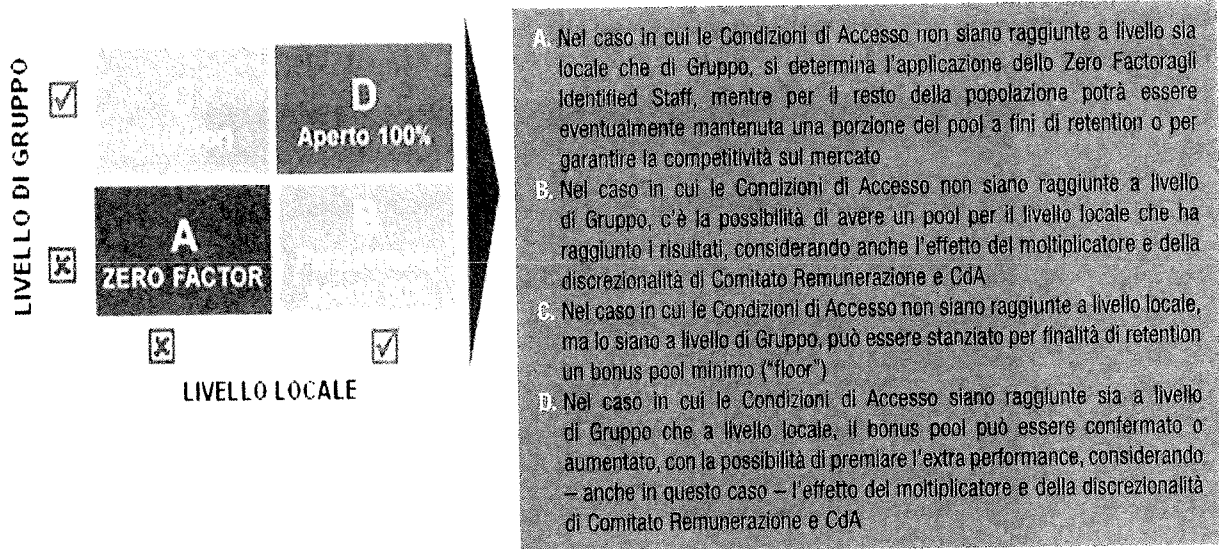 LIVELLO DI GRUPPO
D
Aperto 100%
A
ZERO FACTOR
B
LIVELLO LOCALE
A. Nel caso in cui le Condizioni di Accesso non siano raggiunte a livello sia
locale che di Gruppo, si determina l'applicazione dello Zero Factoragli
Identified Staff, mentre per il resto della popolazione potrà essere
eventualmente mantenuta una porzione del pool a fini di retention o per
garantire la competitività sul mercato
B. Nel caso in cui le Condizioni di Accesso non siano raggiunte a livello
di Gruppo, c'è la possibilità di avere un pool per il livello locale che ha
raggiunto i risultati, considerando anche l'effetto del moltiplicatore e della
discrezionalità di Comitato Remunerazione e CdA
C. Nel caso in cui le Condizioni di Accesso non siano raggiunte a livello locale,
ma lo siano a livello di Gruppo, può essere stanziato per finalità di retention
un bonus pool minimo ("floor")
D. Nel caso in cui le Condizioni di Accesso siano raggiunte sia a livello
di Gruppo che a livello locale, il bonus pool può essere confermato o
aumentato, con la possibilità di premiare l'extra performance, considerando
– anche in questo caso – l'effetto del moltiplicatore e della discrezionalità
di Comitato Remunerazione e CdA